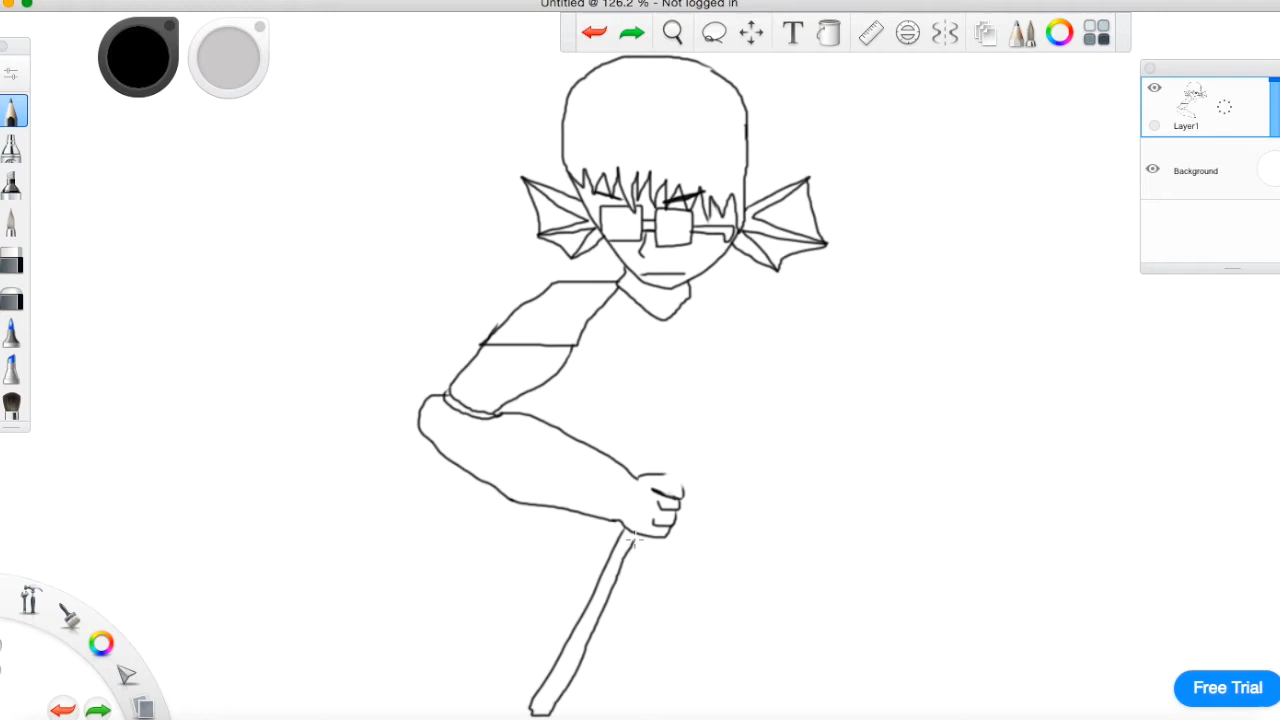 Untitled @ 126.2 % - Not logged in
T
Layer1
Background
Free Trial